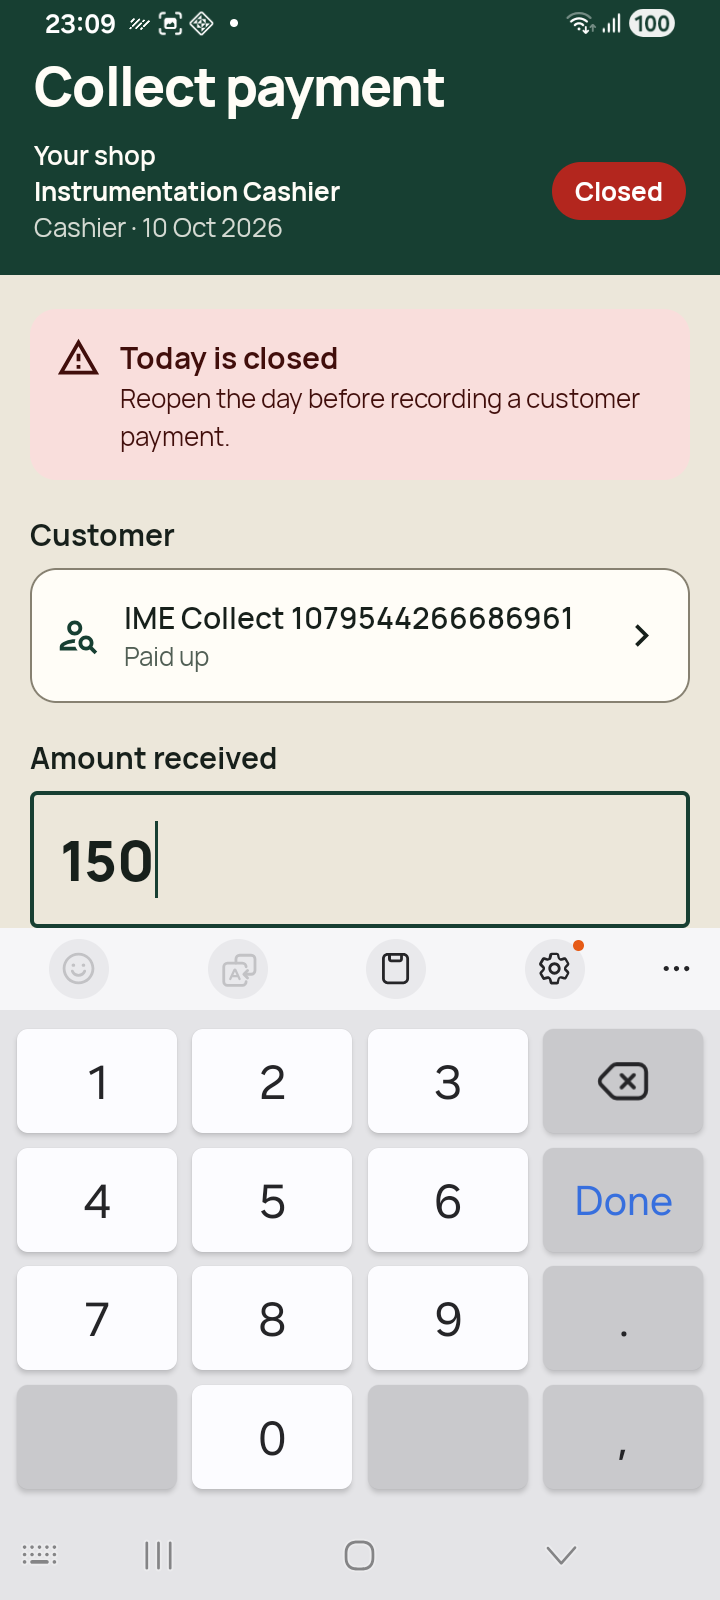 23:09
100
Collect payment
Your shop
Instrumentation Cashier
Cashier · 10 Oct 2026
Closed
Today is closed
Reopen the day before recording a customer
payment.
Customer
IME Collect 1079544266686961
Paid up
Amount received
150
1 2 3
4 5 6 Done
7 8 9 .
0 ,